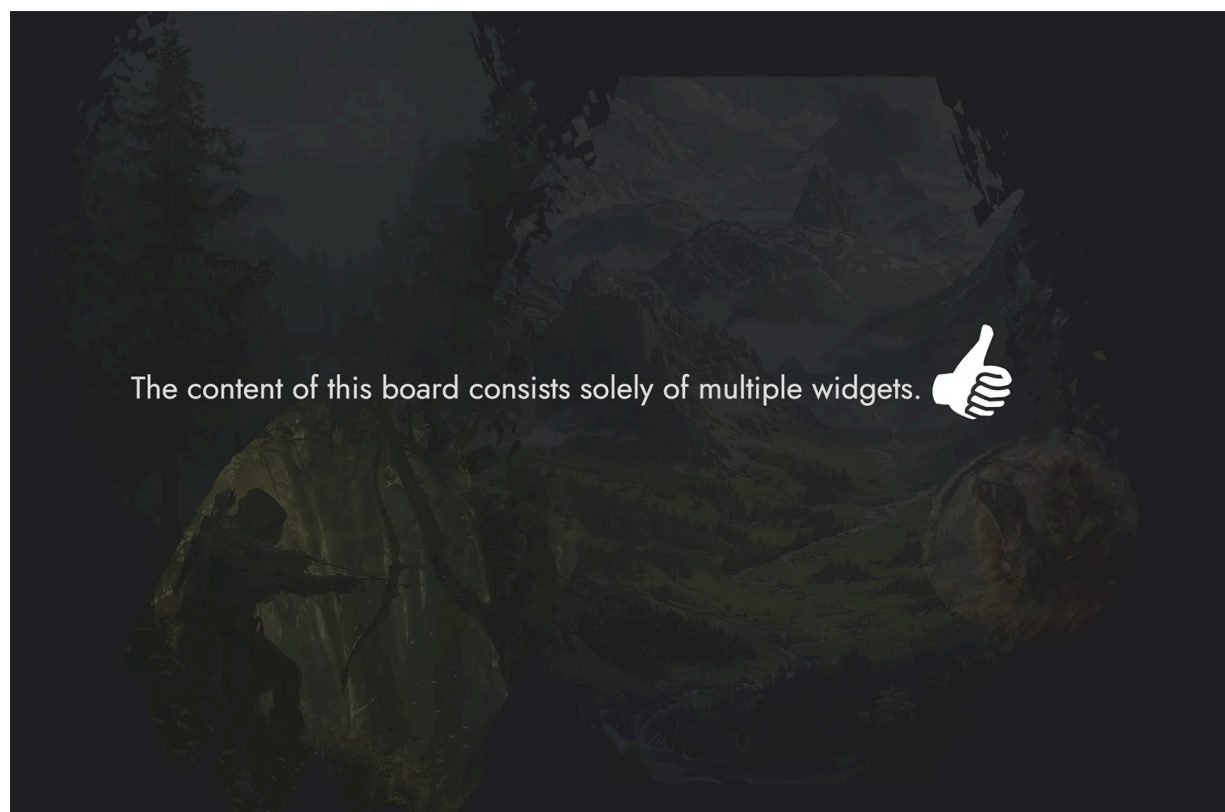 The content of this board consists solely of multiple widgets.